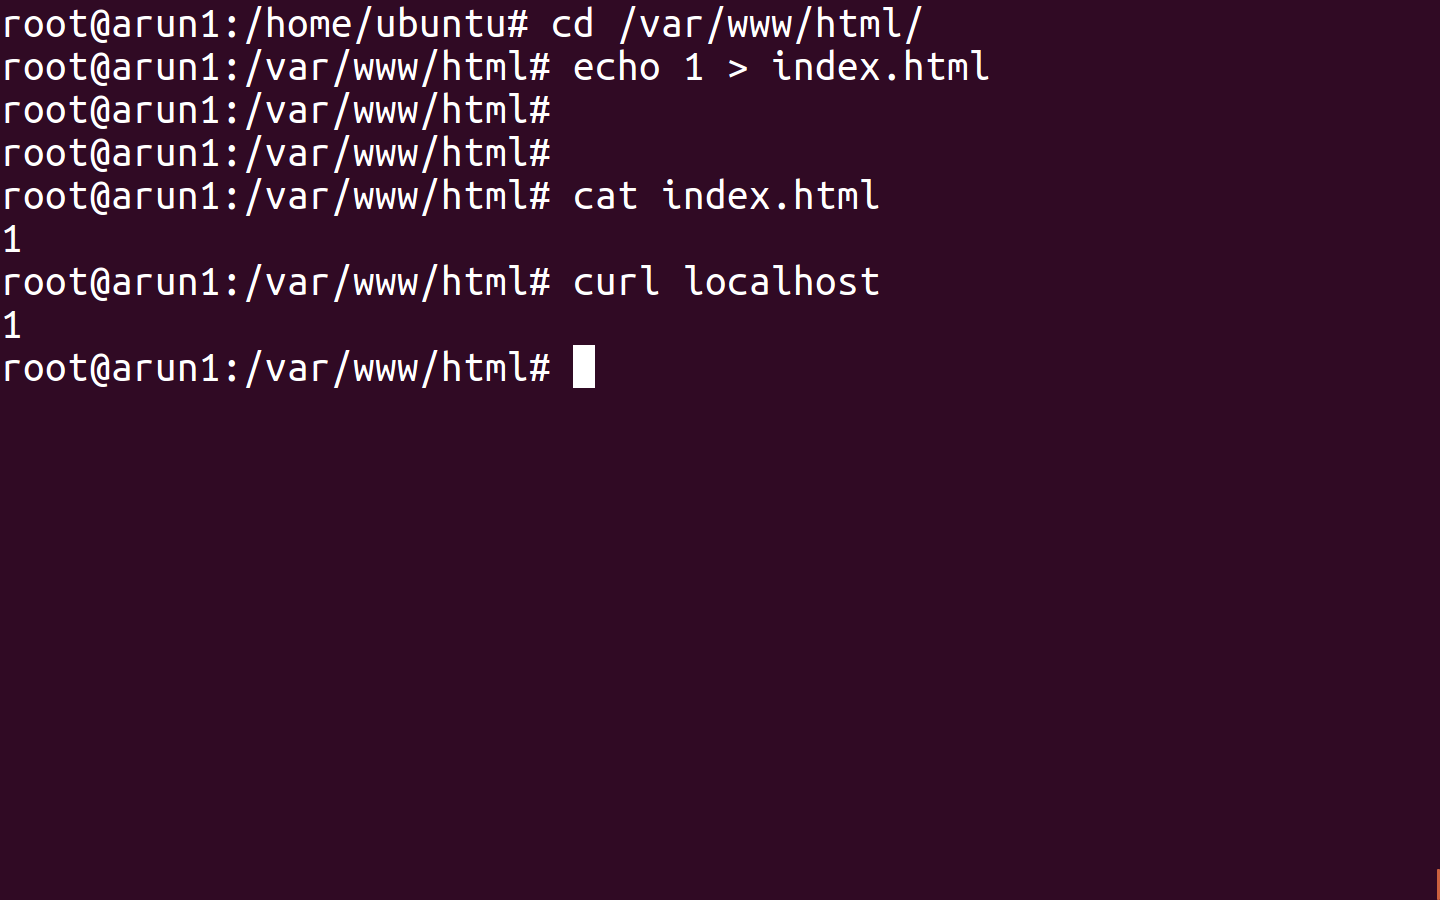 root@arun1:/home/ubuntu# cd /var/www/html/
root@arun1:/var/www/html# echo 1 > index.html
root@arun1:/var/www/html#
root@arun1:/var/www/html#
root@arun1:/var/www/html# cat index.html
1
root@arun1:/var/www/html# curl localhost
1
root@arun1:/var/www/html#